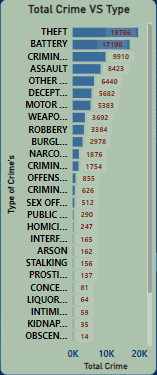 Total Crime VS Type
Type of Crime's
THEFT 19766
BATTERY 17190
CRIMIN... 9910
ASSAULT 8423
OTHER ... 6440
DECEPT... 5682
MOTOR ... 5383
WEAPO... 3692
ROBBERY 3384
BURGL... 2978
NARCO... 1876
CRIMIN... 1754
OFFENS... 855
CRIMIN... 626
SEX OFF... 512
PUBLIC ... 290
HOMICI... 247
INTERF... 165
ARSON 162
STALKING 156
PROSTI... 137
CONCE... 81
LIQUOR... 64
INTIMI... 59
KIDNAP... 35
OBSCEN... 14
0K 10K 20K
Total Crime